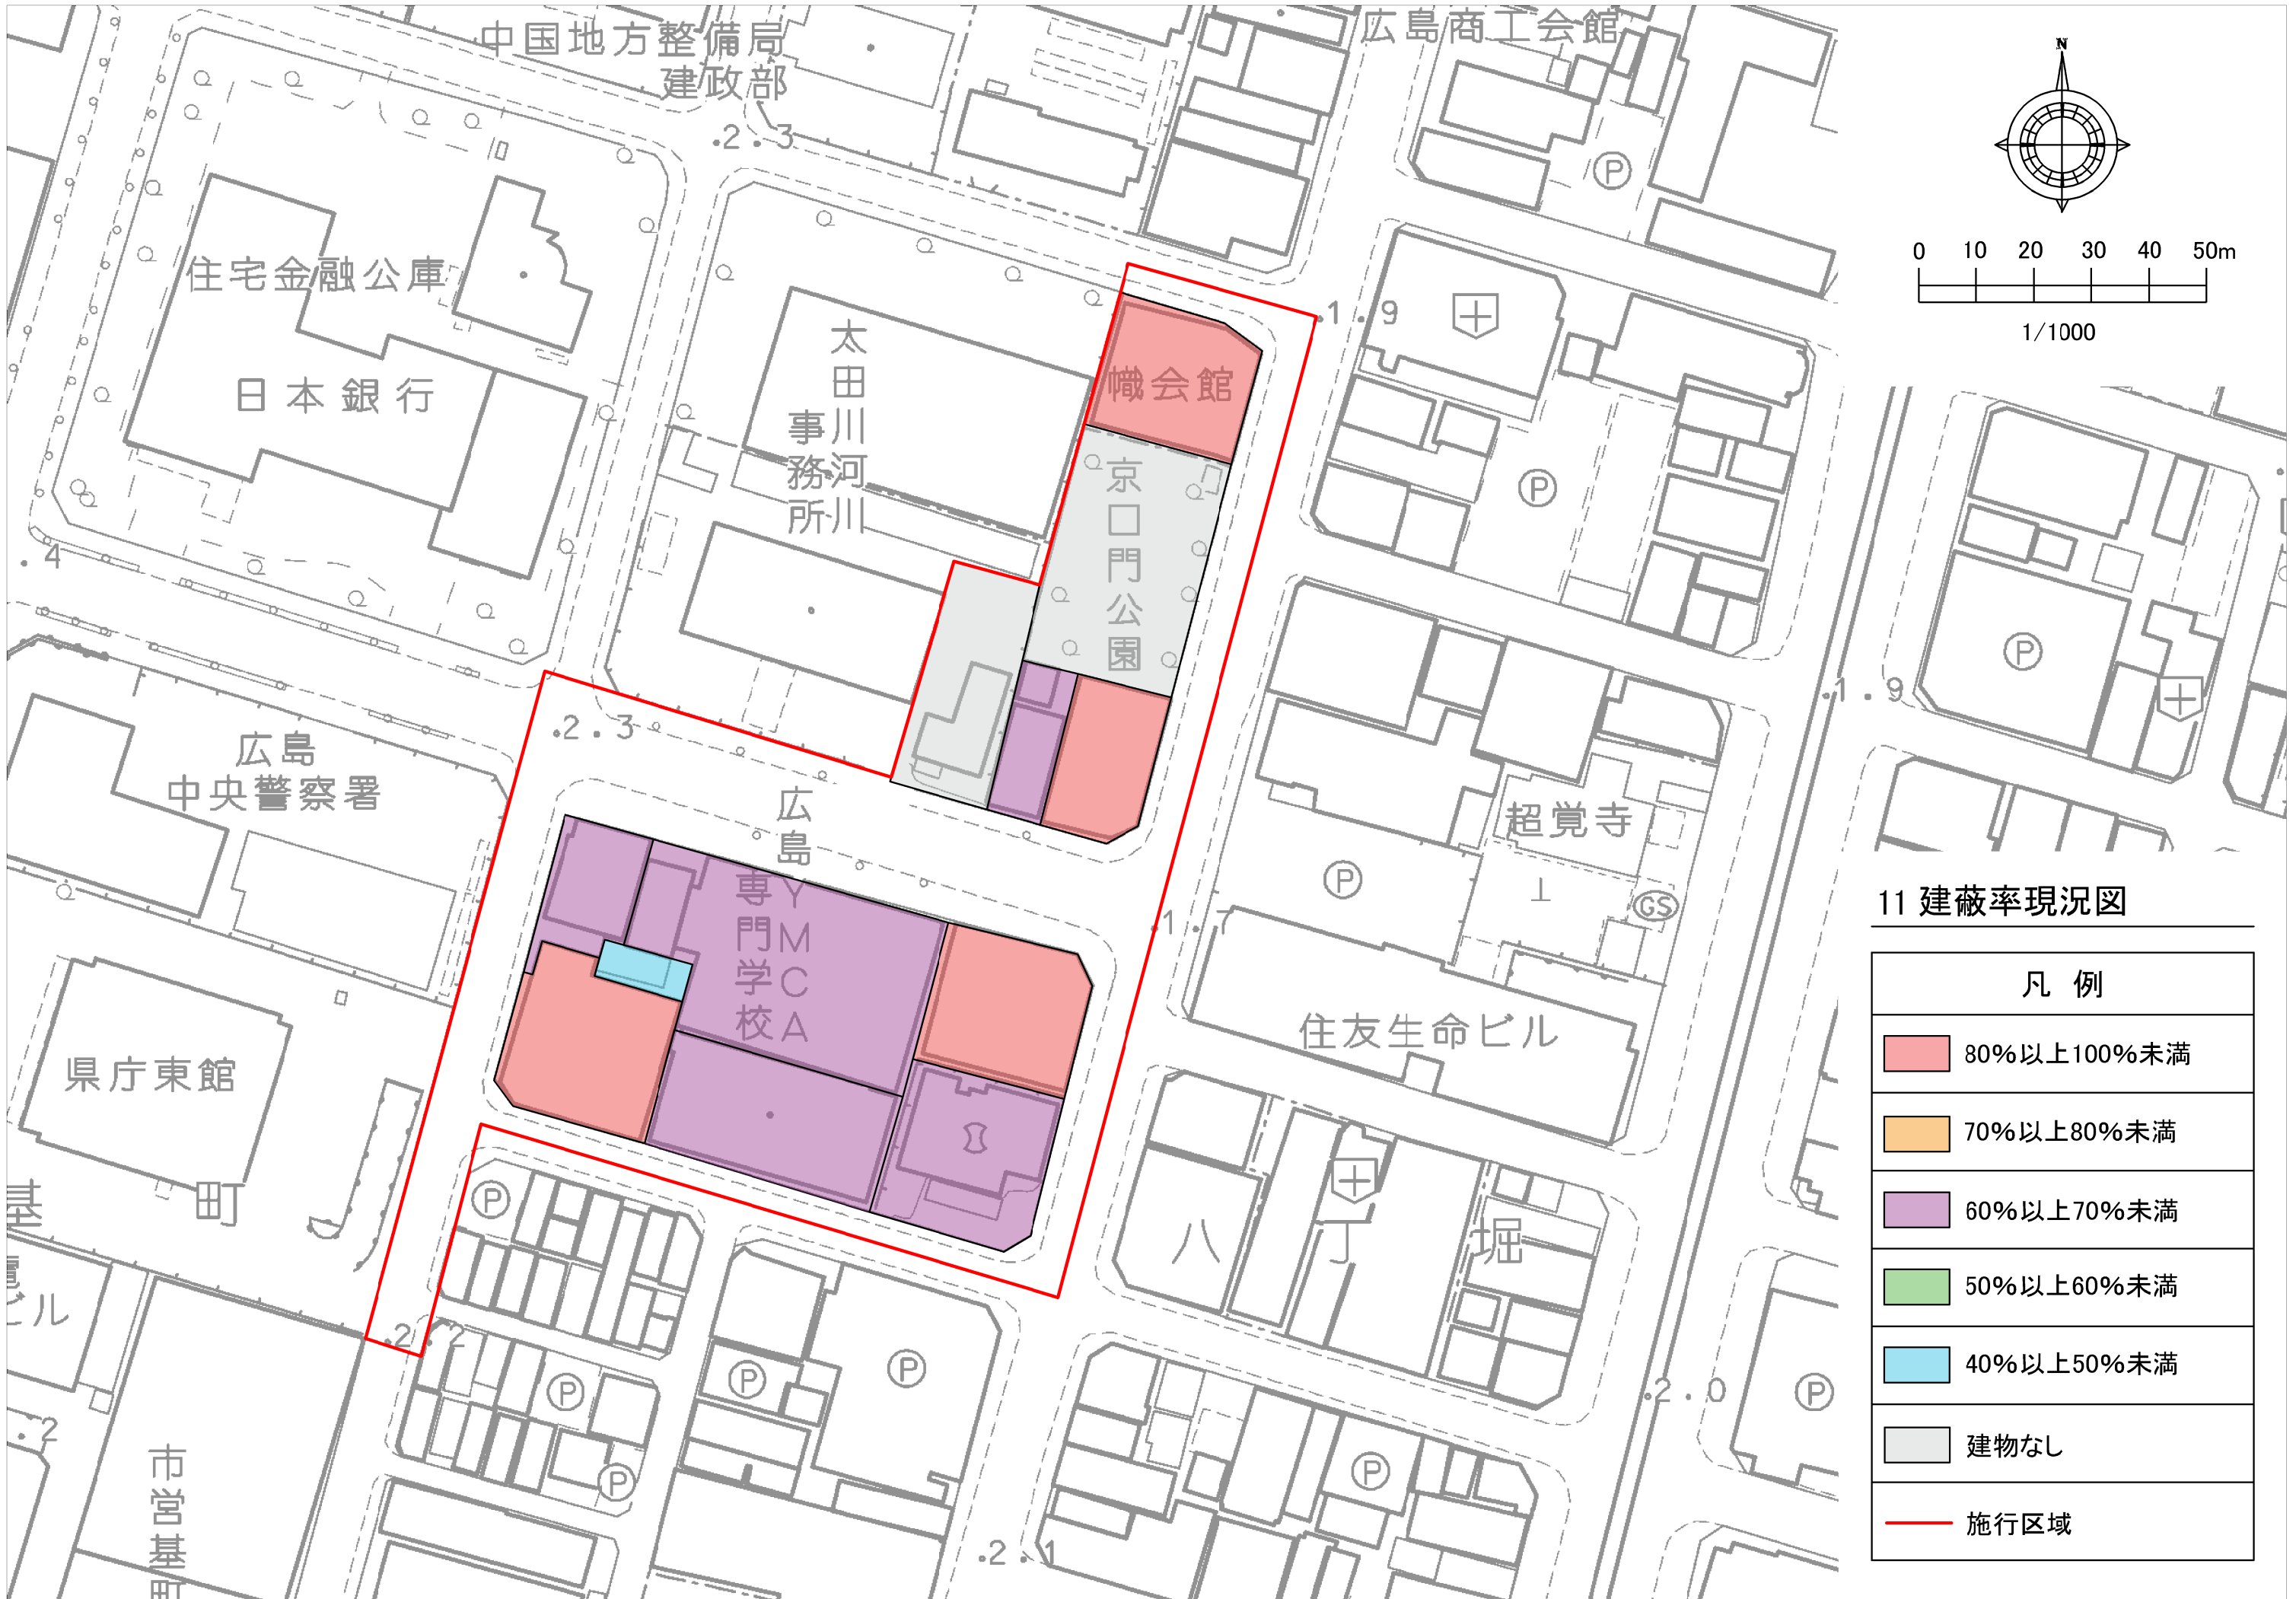 中国地方整備局
建政部
広島商工会館
N
.2.3
住宅金融公庫
日本銀行
太田川河川
事務所
幟会館
.1.9
京口門公園
0 10 20 30 40 50m
1/1000
P
P
P
.4
.2.3
.1.9
広島
中央警察署
広島YMCA
専門学校
超覚寺
P
GS
.1.7
住友生命ビル
県庁東館
基町
八丁堀
P
ビル
.2.2
P
P
P
P
P
P
.2.0
.2
市営基町
.2.1
11 建蔽率現況図
凡 例
80%以上100%未満
70%以上80%未満
60%以上70%未満
50%以上60%未満
40%以上50%未満
建物なし
施行区域